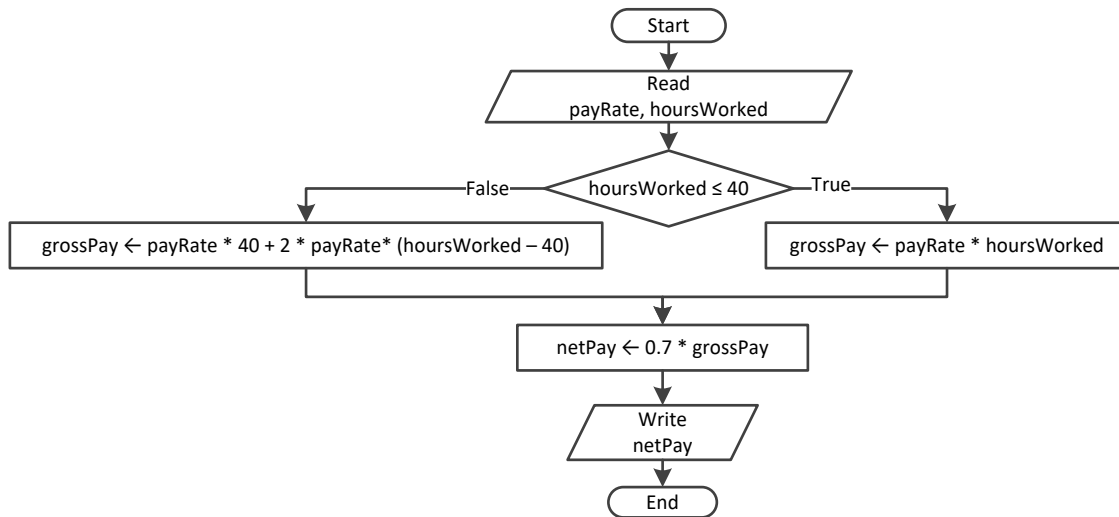 Start
Read
payRate, hoursWorked
False
hoursWorked ≤ 40
True
grossPay ← payRate * 40 + 2 * payRate* (hoursWorked – 40)
grossPay ← payRate * hoursWorked
netPay ← 0.7 * grossPay
Write
netPay
End